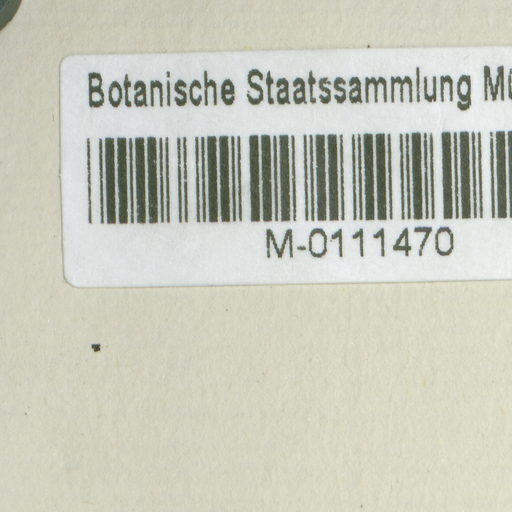 Botanische Staatssammlung Mü
M-0111470